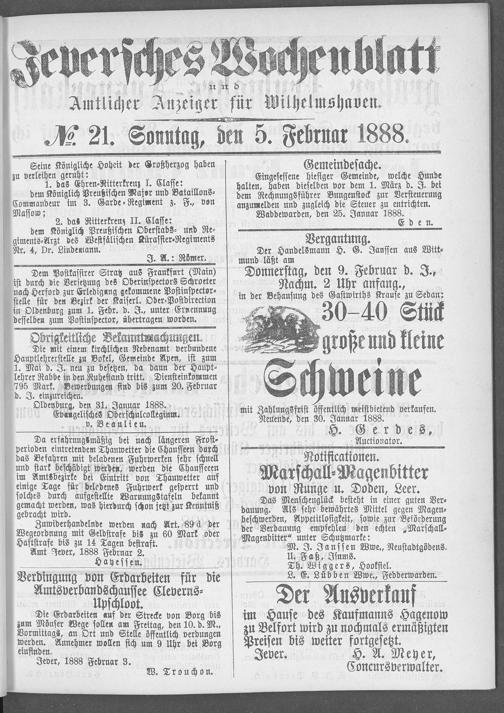 Jeversches Wochenblatt
und
Amtlicher Anzeiger für Wilhelmshaven.
№. 21. Sonntag, den 5. Februar 1888.
Seine Königliche Hoheit der Großherzog haben
zu verleihen geruht:
1. das Ehren-Ritterkreuz I. Classe:
dem Königlich Preußischen Major und Bataillons-
Commandeur im 3. Garde-Regiment z. F., von
Massow;
2. das Ritterkreuz II. Classe:
dem Königlich Preußischen Oberstabs- und Re-
giments-Arzt des Westfälischen Kürassier-Regiments
Nr. 4, Dr. Lindemann.
J. A.: Römer.
Dem Postkassirer Stratz aus Frankfurt (Main)
ist durch die Versetzung des Oberinspectors Schroeter
nach Herford zur Erledigung gekommene Postinspector-
stelle für den Bezirk der Kaiserl. Ober-Postdirection
in Oldenburg zum 1. Febr. d. J., unter Ernennung
desselben zum Postinspector, übertragen worden.
Obrigkeitliche Bekanntmachungen.
Die mit einem kirchlichen Nebenamt verbundene
Hauptlehrerstelle zu Bokel, Gemeinde Apen, ist zum
1. Mai d. J. neu zu besetzen, da dann der Haupt-
lehrer Rabbe in den Ruhestand tritt. Diensteinkommen
795 Mark. Bewerbungen sind bis zum 20. Februar
d. J. einzureichen.
Oldenburg, den 31. Januar 1888.
Evangelisches Oberschulcollegium.
v. Beaulieu.
Da erfahrungsmäßig bei nach längeren Frost-
perioden eintretendem Thauwetter die Chausseen durch
das Befahren mit beladenen Fuhrwerken sehr schnell
und stark beschädigt werden, werden die Chausseen
im Amtsbezirke bei Eintritt von Thauwetter auf
einige Tage für beladenes Fuhrwerk gesperrt und
solches durch aufgestellte Warnungstafeln bekannt
gemacht werden, was hierdurch schon jetzt zur Kenntniß
gebracht wird.
Zuwiderhandelnde werden nach Art. 89 d der
Wegeordnung mit Geldstrafe bis zu 60 Mark oder
Haftstrafe bis zu 14 Tagen bestraft.
Amt Jever, 1888 Februar 2.
Hayessen.
Verdingung von Erdarbeiten für die
Amtsverbandschaussee Cleverns-
Upschloot.
Die Erdarbeiten auf der Strecke von Borg bis
zum Mönser Wege sollen am Freitag, den 10. d. M.,
Vormittags, an Ort und Stelle öffentlich verdungen
werden. Annehmer wollen sich um 9 Uhr bei Borg
einfinden.
Jever, 1888 Februar 3.
W. Trouchon.
Gemeindesache.
Eingesessene hiesiger Gemeinde, welche Hunde
halten, haben dieselben vor dem 1. März d. J. bei
dem Rechnungsführer Bungenstock zur Versteuerung
anzumelden und zugleich die Steuer zu entrichten.
Waddewarden, den 25. Januar 1888.
Eden.
Vergantung.
Der Handelsmann H. G. Janssen aus Witt-
mund läßt am
Donnerstag, den 9. Februar d. J.,
Nachm. 2 Uhr anfang.,
in der Behausung des Gastwirths Krause zu Sedan:
30–40 Stück
große und kleine
Schweine
mit Zahlungsfrist öffentlich meistbietend verkaufen.
Neuende, den 30. Januar 1888.
H. Gerdes,
Auctionator.
Notificationen.
Marschall-Magenbitter
von Runge u. Doden, Leer.
Das Menschenglück besteht in einer guten Ver-
dauung. Als sehr bewährtes Mittel gegen Magen-
beschwerden, Appetitlosigkeit, sowie zur Beförderung
der Verdauung empfehlen den echten „Marschall-
Magenbitter" unter Schutzmarke:
M. J. Janssen Wwe., Neustadtgödens.
U. Faß, Jsums.
Th. Wiggers, Hooksiel.
L. E. Lübben Wwe., Fedderwarden.
Der Ausverkauf
im Hause des Kaufmanns Hagenow
zu Belfort wird zu nochmals ermäßigten
Preisen bis weiter fortgesetzt.
Jever. H. A. Meyer,
Concursverwalter.